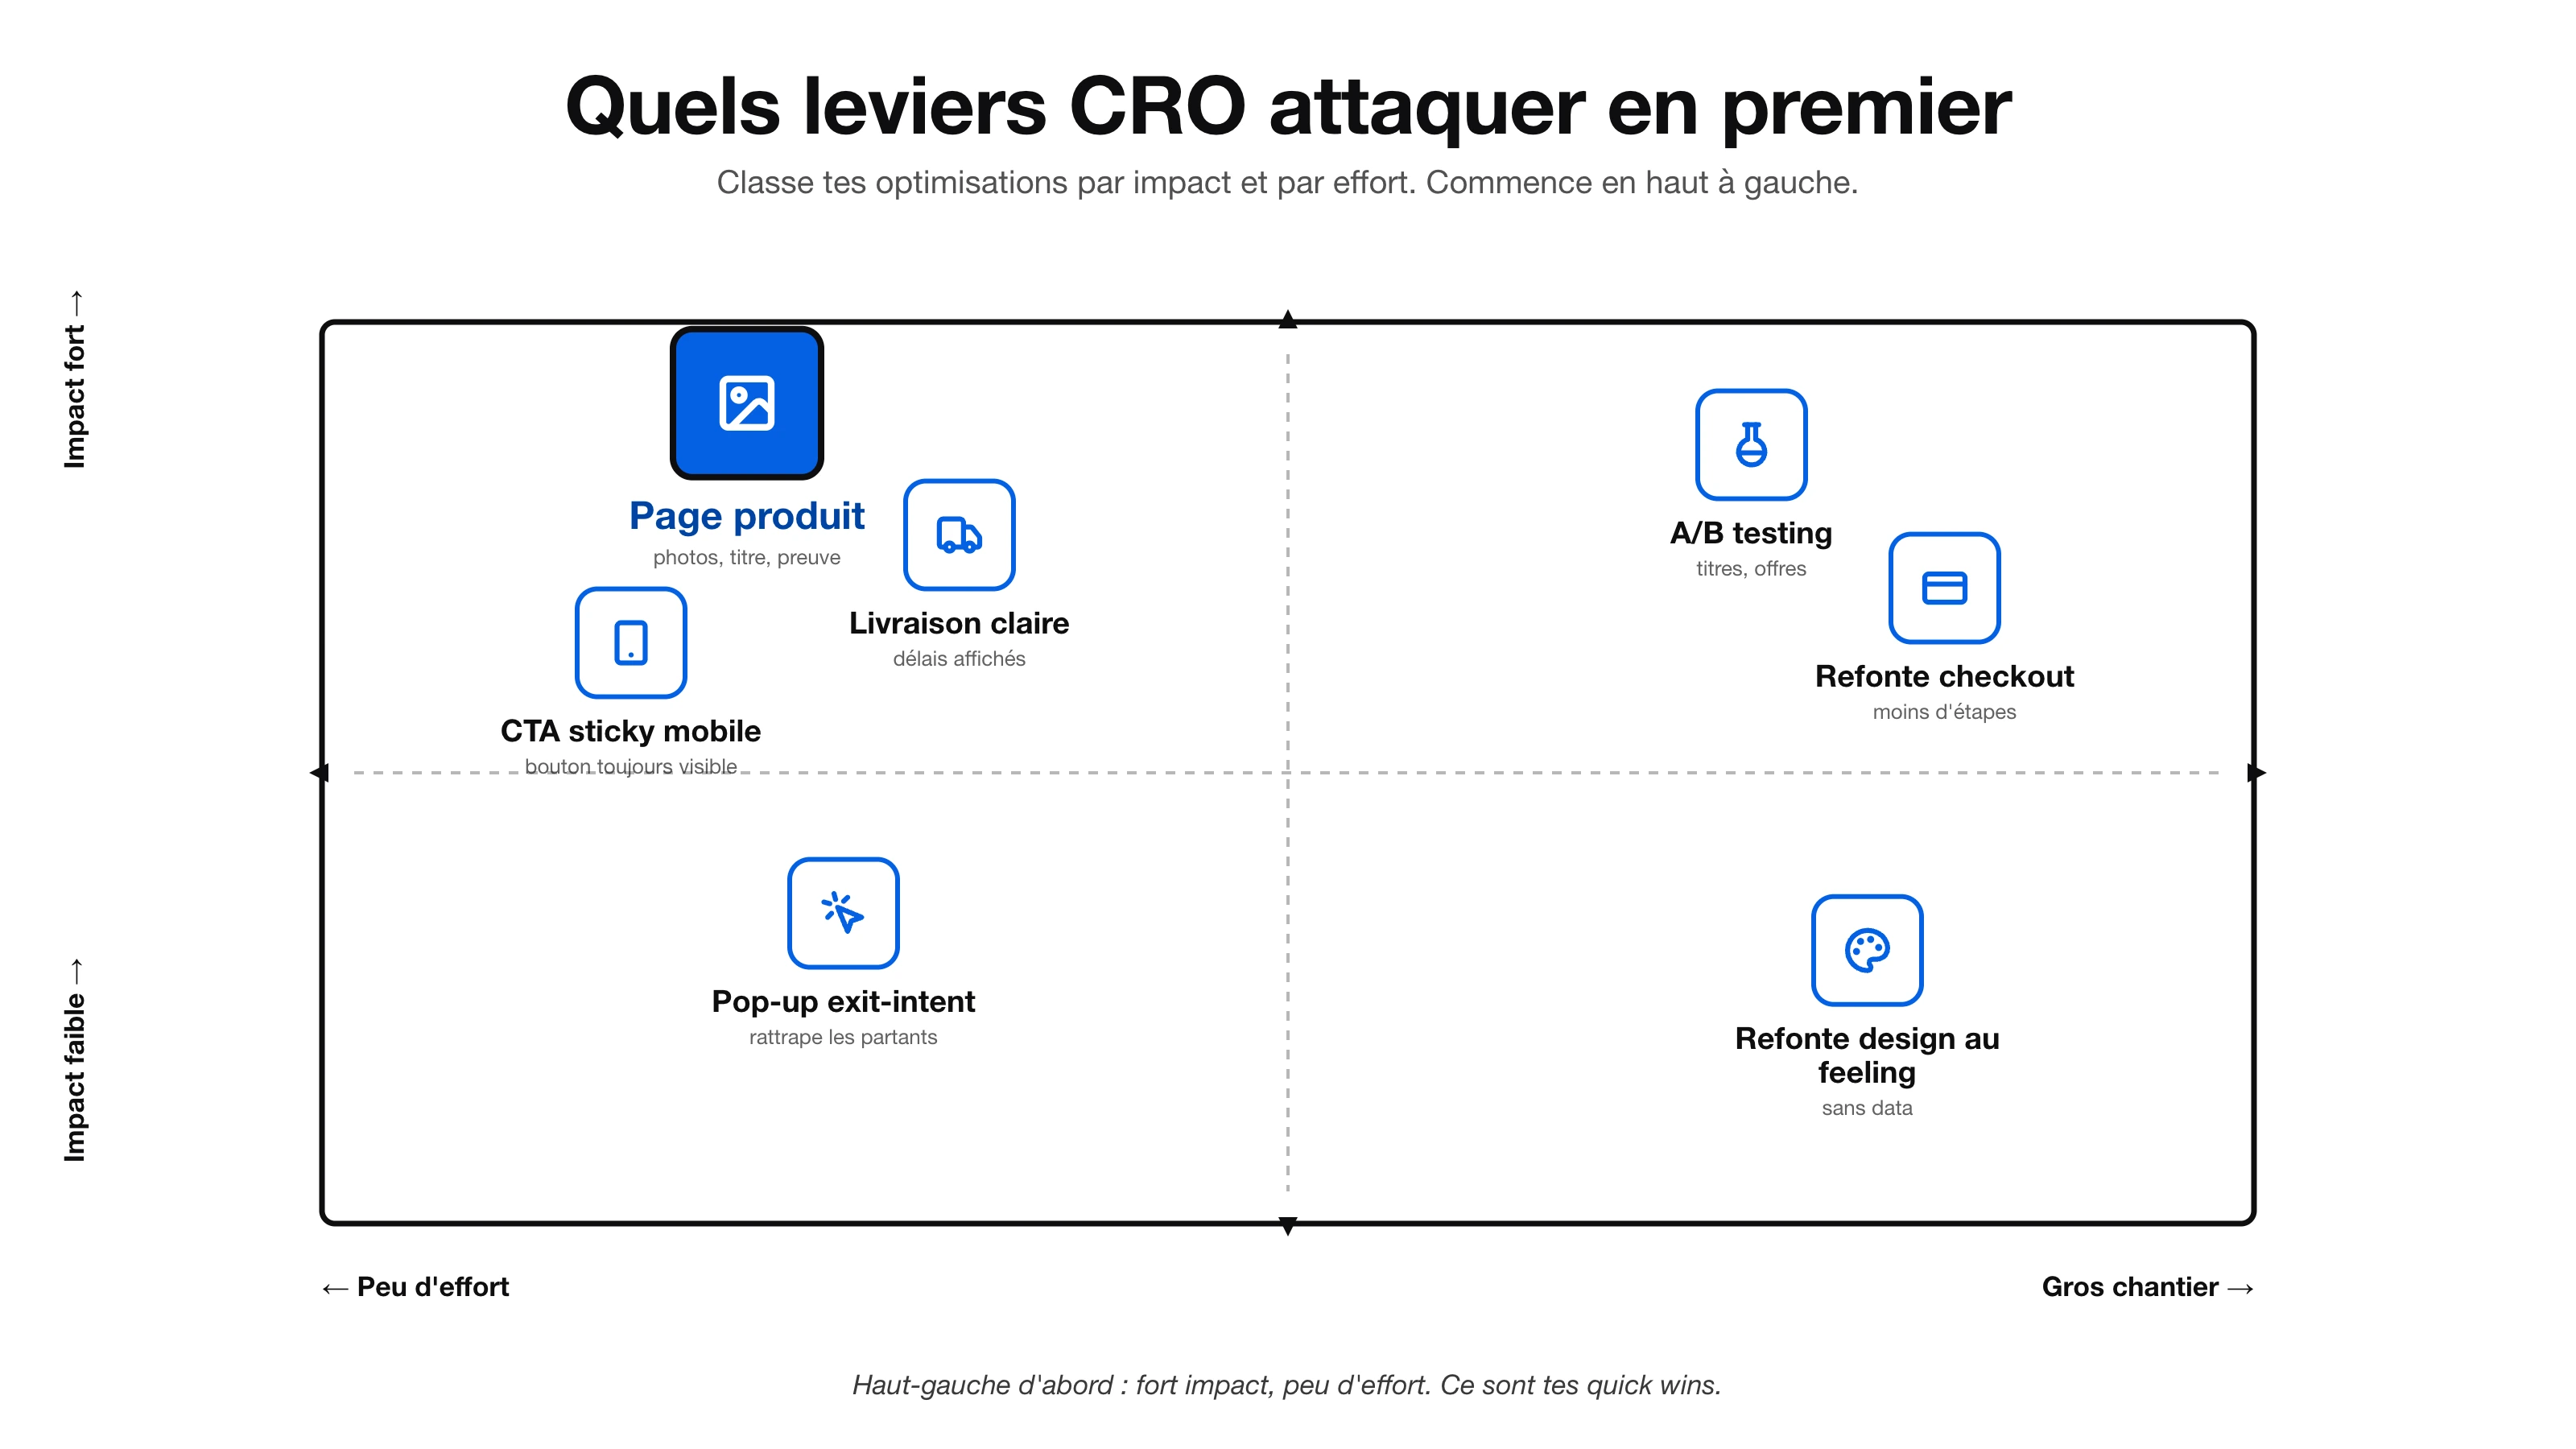 Quels leviers CRO attaquer en premier
Classe tes optimisations par impact et par effort. Commence en haut à gauche.
Impact fort →
Page produit
photos, titre, preuve
Livraison claire
délais affichés
CTA sticky mobile
bouton toujours visible
A/B testing
titres, offres
Refonte checkout
moins d'étapes
Impact faible →
Pop-up exit-intent
rattrape les partants
Refonte design au
feeling
sans data
← Peu d'effort
Gros chantier →
Haut-gauche d'abord : fort impact, peu d'effort. Ce sont tes quick wins.